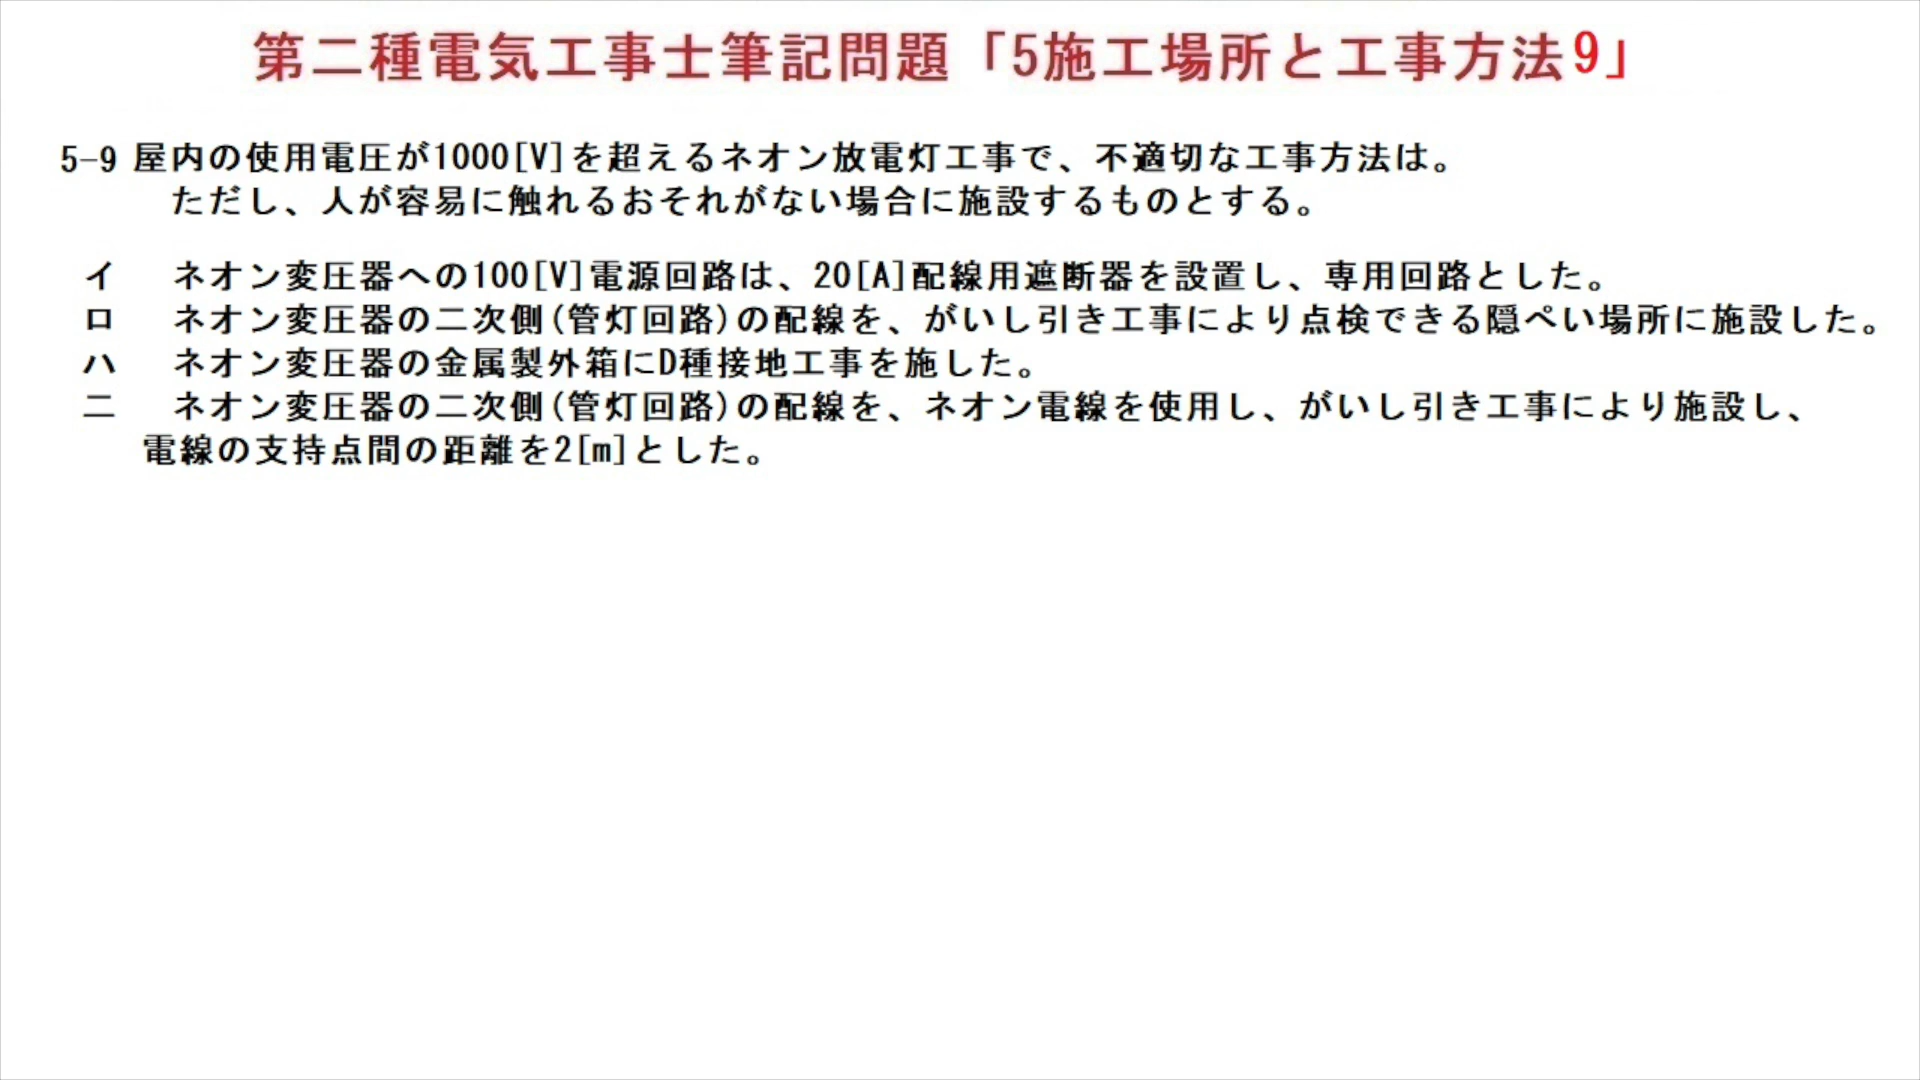 第二種電気工事士筆記問題「5施工場所と工事方法9」
5-9 屋内の使用電圧が1000[V]を超えるネオン放電灯工事で、不適切な工事方法は。
ただし、人が容易に触れるおそれがない場合に施設するものとする。
イ ネオン変圧器への100[V]電源回路は、20[A]配線用遮断器を設置し、専用回路とした。
ロ ネオン変圧器の二次側(管灯回路)の配線を、がいし引き工事により点検できる隠ぺい場所に施設した。
ハ ネオン変圧器の金属製外箱にD種接地工事を施した。
ニ ネオン変圧器の二次側(管灯回路)の配線を、ネオン電線を使用し、がいし引き工事により施設し、
電線の支持点間の距離を2[m]とした。